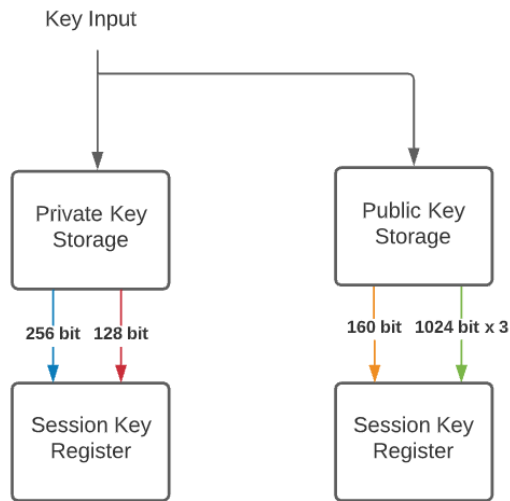 Key Input
Private Key
Storage
Public Key
Storage
256 bit
128 bit
160 bit
1024 bit x 3
Session Key
Register
Session Key
Register